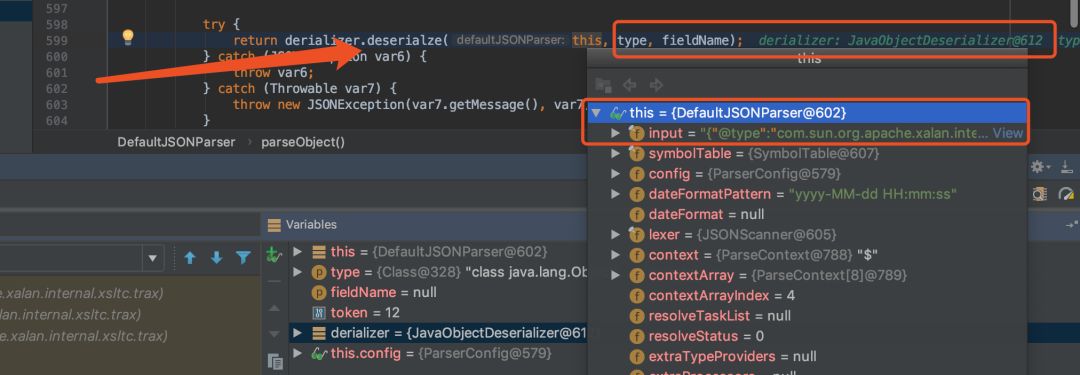 597
598 try {
599 return derializer.deserialze( defaultJSONParser: this, type, fieldName); derializer: JavaObjectDeserializer@612 typ
600 } catch (JS ion var6) {
601 throw var6;
602 } catch (Throwable var7) {
603 throw new JSONException(var7.getMessage(), var7
604 }
DefaultJSONParser › parseObject()
this
this = {DefaultJSONParser@602}
f input = "{"@type":"com.sun.org.apache.xalan.inte... View
f symbolTable = {SymbolTable@607}
f config = {ParserConfig@579}
f dateFormatPattern = "yyyy-MM-dd HH:mm:ss"
f dateFormat = null
f lexer = {JSONScanner@605}
f context = {ParseContext@788} "$"
f contextArray = {ParseContext[8]@789}
f contextArrayIndex = 4
f resolveTaskList = null
f resolveStatus = 0
f extraTypeProviders = null
Variables
this = {DefaultJSONParser@602}
p type = {Class@328} "class java.lang.Ob
p fieldName = null
token = 12
derializer = {JavaObjectDeserializer@61
this.config = {ParserConfig@579}
e.xalan.internal.xsltc.trax)
e.xalan.internal.xsltc.trax)
e.xalan.internal.xsltc.trax)